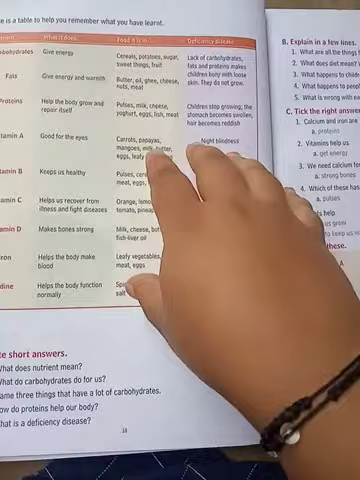 e is a table to help you remember what you have learnt.
What it does
Food it is in
Deficiency disease
rbohydrates
Give energy
Cereals, potatoes, sugar,
sweet things, fruit
Lack of carbohydrates,
fats and proteins makes
children bony with loose
skin. They do not grow.
Fats
Give energy and warmth
Butter, oil, ghee, cheese,
nuts, meat
Proteins
Help the body grow and
repair itself
Pulses, milk, cheese,
yoghurt, eggs, fish, meat
Children stop growing; the
stomach becomes swollen,
hair becomes reddish
tamin A
Good for the eyes
Carrots, papayas,
mangoes, milk, butter,
eggs, leafy
Night blindness
tamin B
Keeps us healthy
Pulses, cere
meat, eggs,
amin C
Helps us recover from
illness and fight diseases
Orange, lemo
tomato, pineap
amin D
Makes bones strong
Milk, cheese, but
fish-liver oil
ron
Helps the body make
blood
Leafy vegetables,
meat, eggs
dine
Helps the body function
normally
salt
te short answers.
What does nutrient mean?
What do carbohydrates do for us?
ame three things that have a lot of carbohydrates.
ow do proteins help our body?
hat is a deficiency disease?
B. Explain in a few lines.
1. What are all the things
2. What does diet mean?
3. What happens to childr
4. What happens to peopl
5. What is wrong with ea
C. Tick the right answer
1. Calcium and iron are
a. proteins
2. Vitamins help us
a. get energy
3. We need calcium fo
a. strong bones
4. Which of these has
a. pulses
ts help
us grow
to keep us w
these.
A